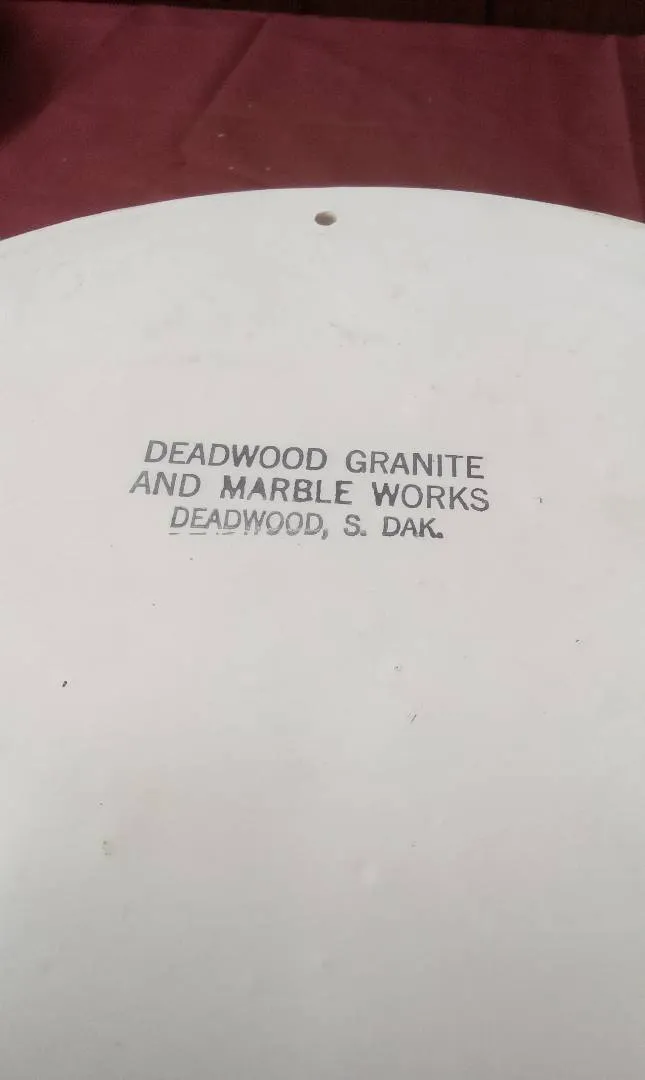 DEADWOOD GRANITE
AND MARBLE WORKS
DEADWOOD, S. DAK.